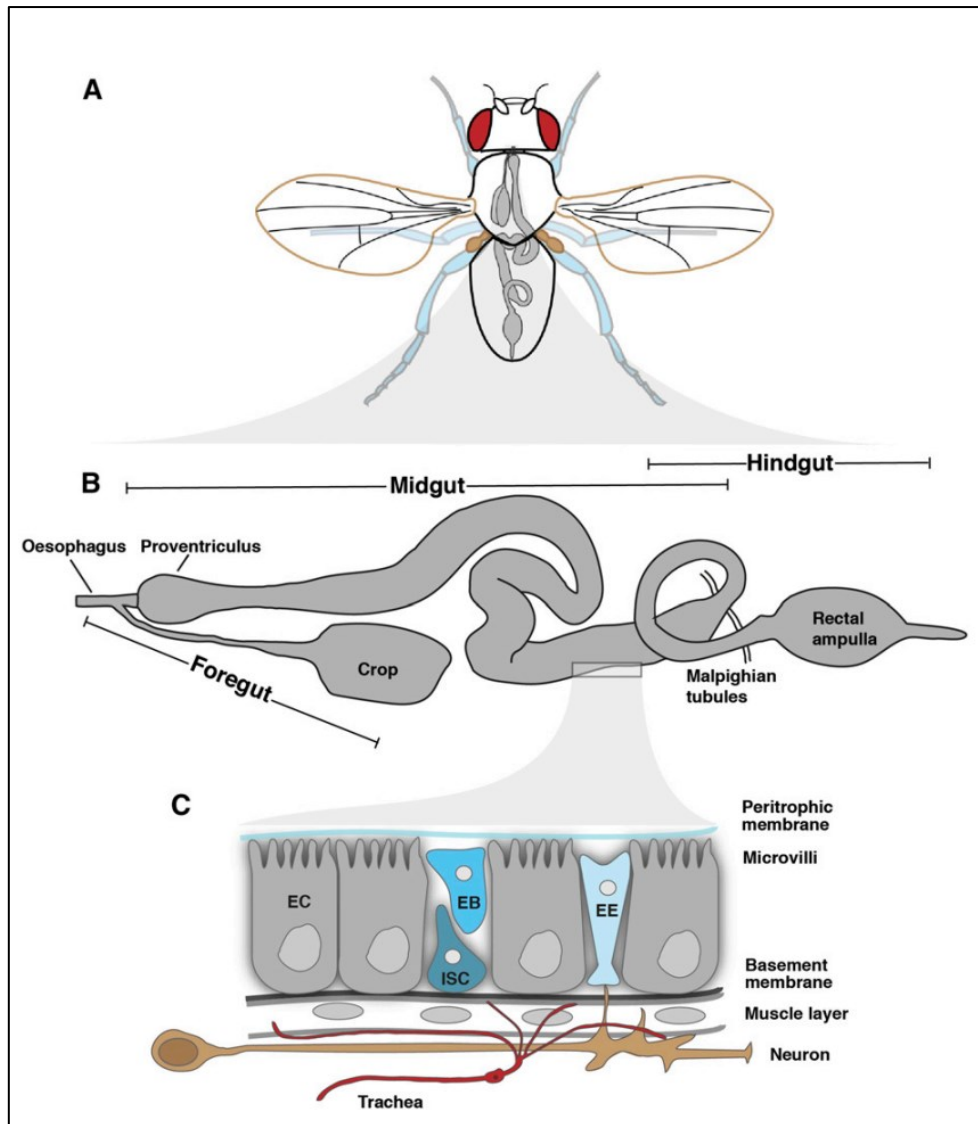 A
Hindgut
B
Midgut
Oesophagus
Proventriculus
Rectal
ampulla
Crop
Foregut
Malpighian
tubules
C
Peritrophic
membrane
Microvilli
EC
EB
EE
ISC
Basement
membrane
Muscle layer
Neuron
Trachea